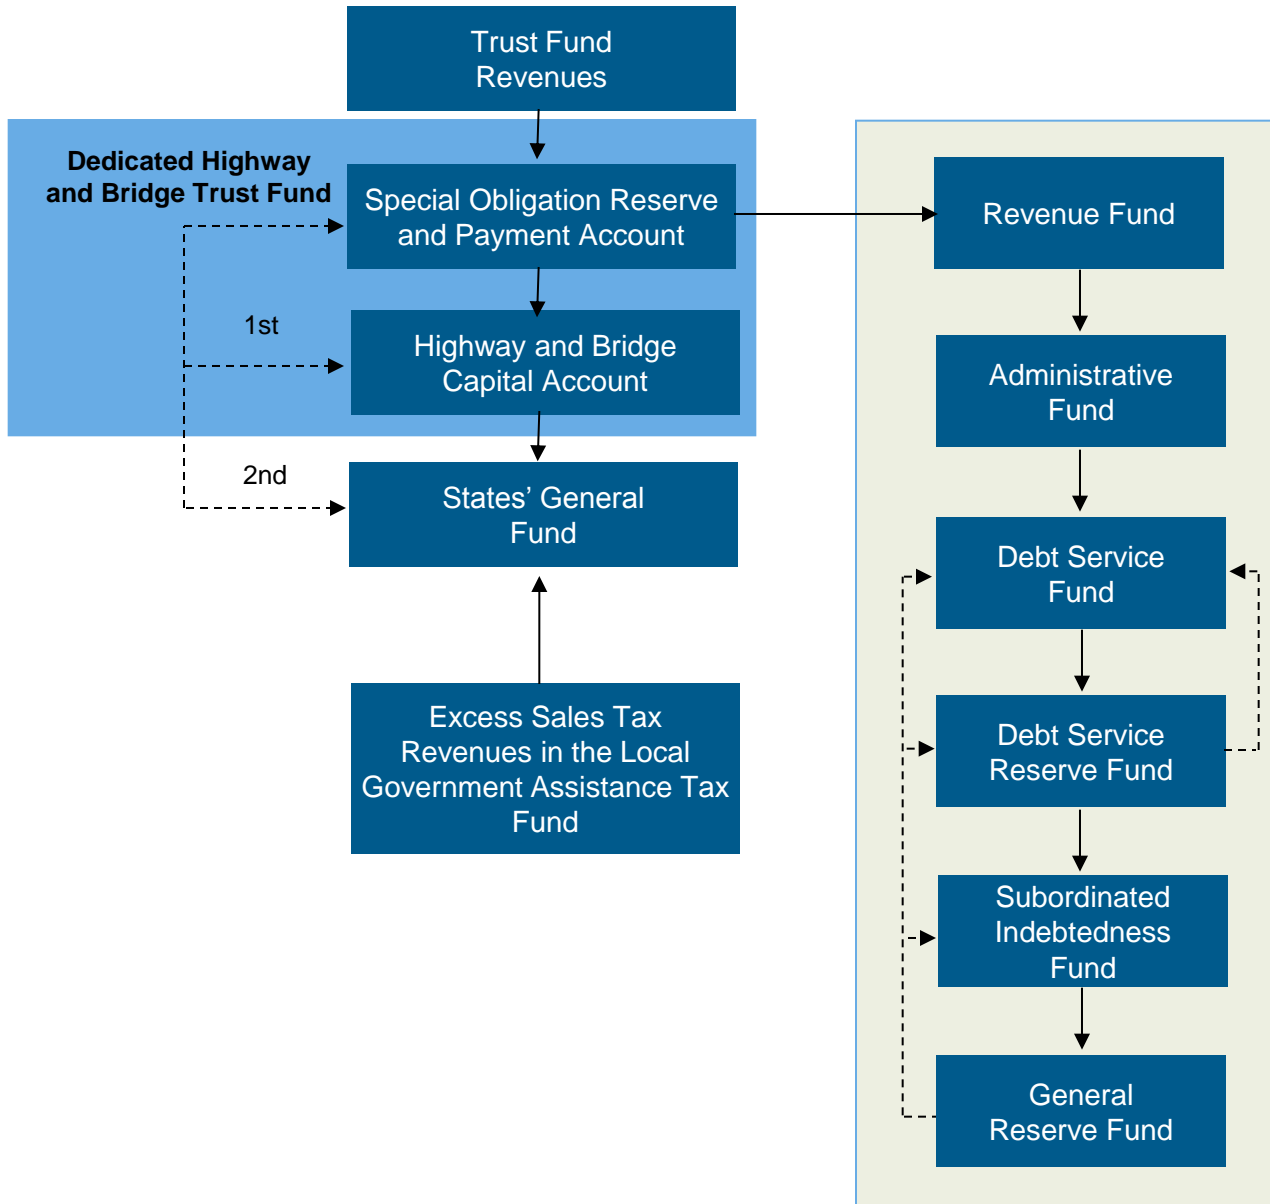 Trust Fund
Revenues
Dedicated Highway
and Bridge Trust Fund
Special Obligation Reserve
and Payment Account
1st
Highway and Bridge
Capital Account
2nd
States’ General
Fund
Excess Sales Tax
Revenues in the Local
Government Assistance Tax
Fund
Revenue Fund
Administrative
Fund
Debt Service
Fund
Debt Service
Reserve Fund
Subordinated
Indebtedness
Fund
General
Reserve Fund